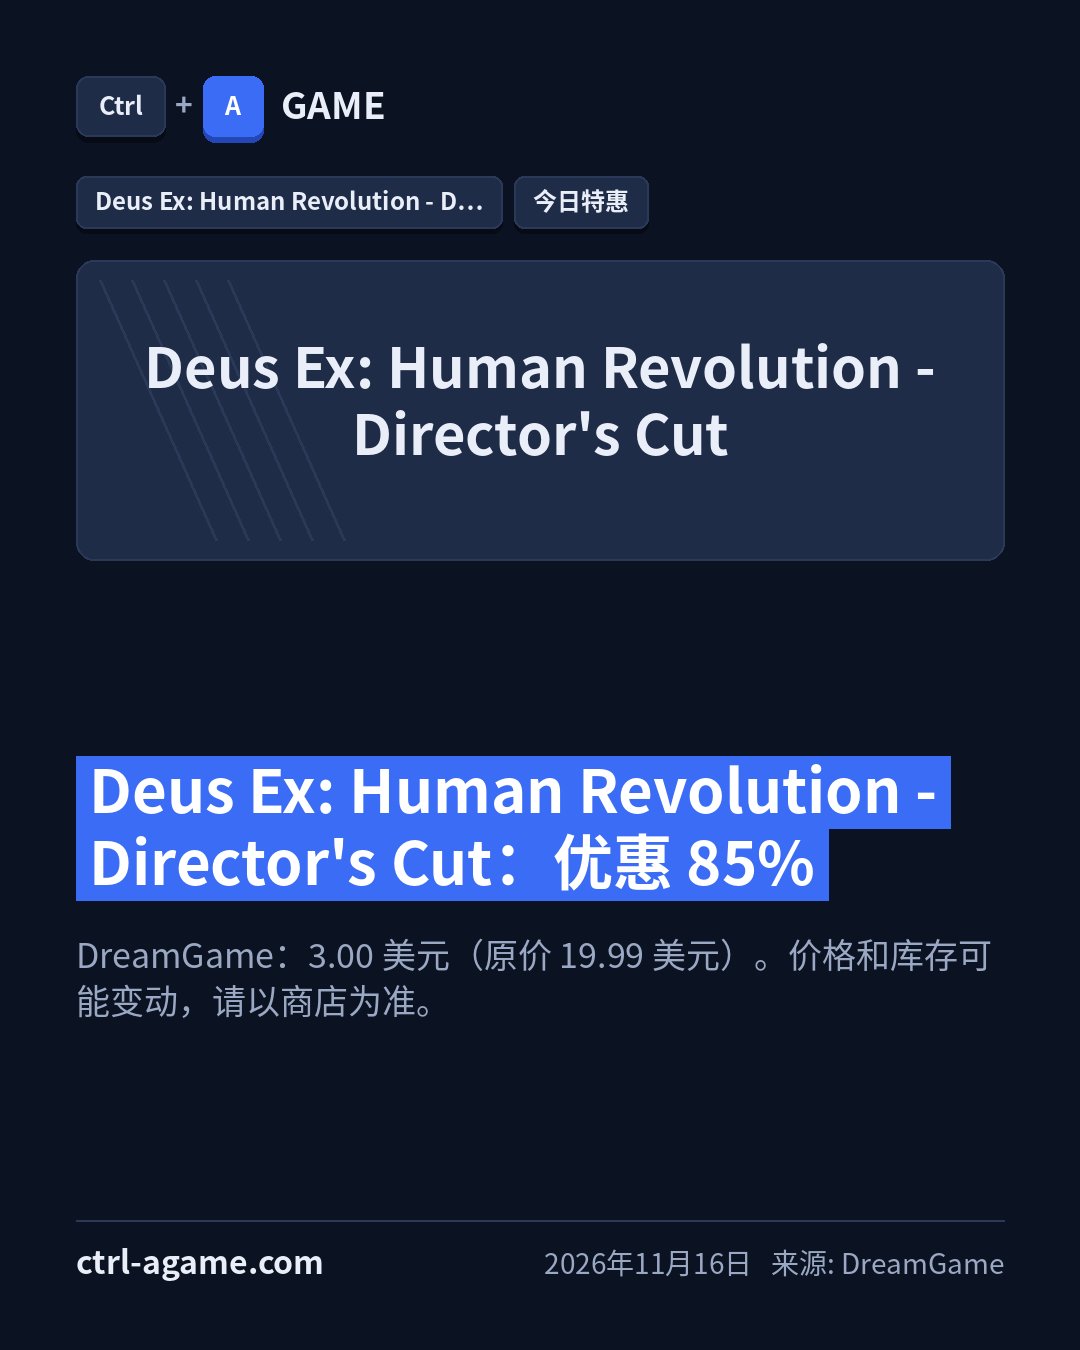 Ctrl + A GAME
Deus Ex: Human Revolution - D... 今日特惠
Deus Ex: Human Revolution -
Director's Cut
Deus Ex: Human Revolution -
Director's Cut：优惠 85%
DreamGame：3.00 美元（原价 19.99 美元）。价格和库存可
能变动，请以商店为准。
ctrl-agame.com 2026年11月16日 来源: DreamGame